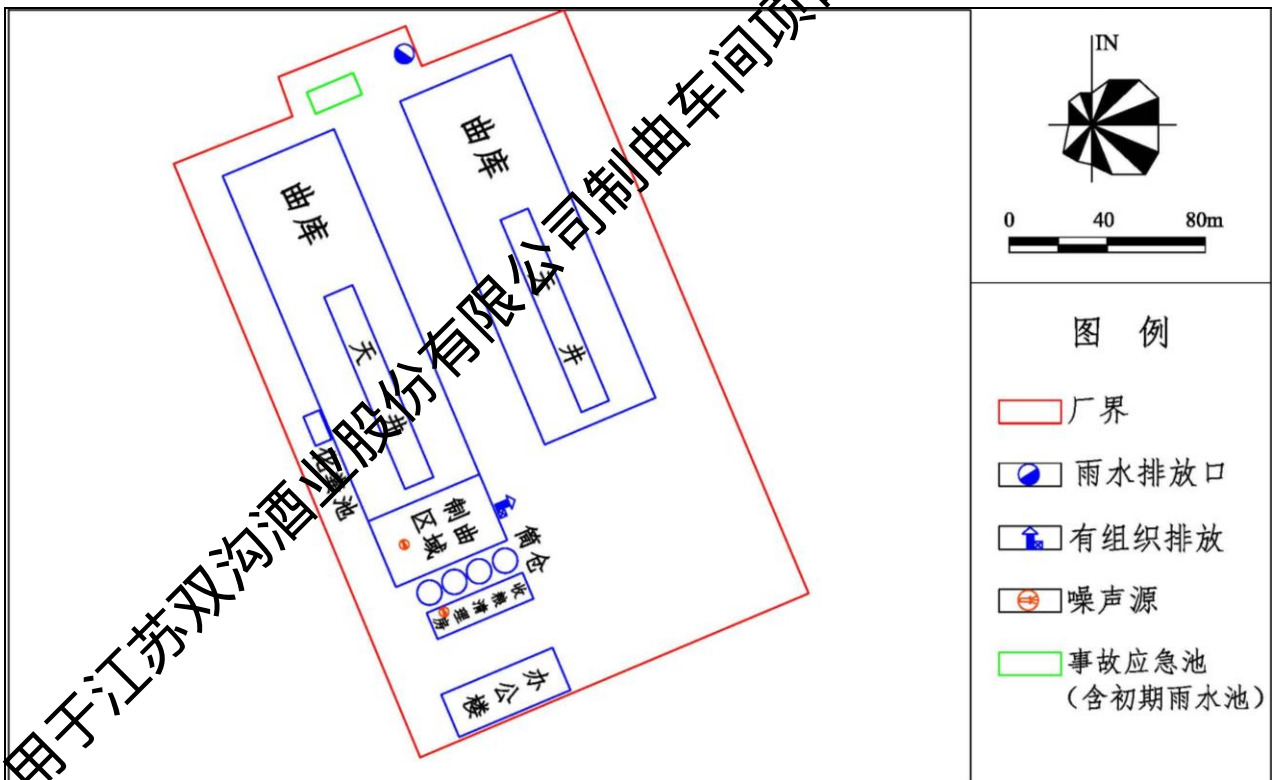 用于江苏双沟酒业股份有限公司制曲车间项
曲库
曲库
天井
天井
池
制曲
区域
筒仓
收粮清理房
办公楼
IN
0 40 80m
图 例
厂界
雨水排放口
有组织排放
噪声源
事故应急池
(含初期雨水池)